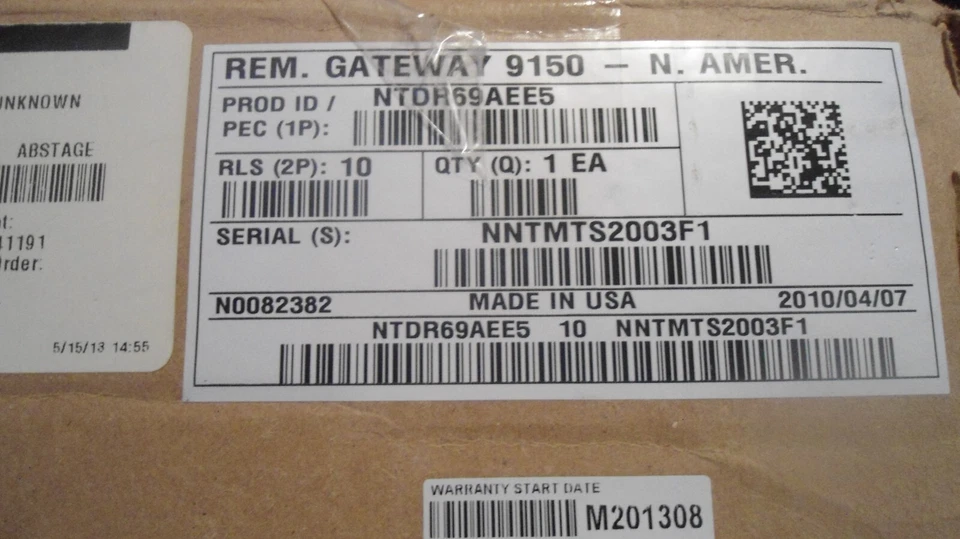 UNKNOWN
ABSTAGE
41191
5/15/13 14:55
REM. GATEWAY 9150 — N. AMER.
PROD ID / NTDR69AEE5
PEC (1P):
RLS (2P): 10 QTY (Q): 1 EA
SERIAL (S): NNTMTS2003F1
N0082382 MADE IN USA 2010/04/07
NTDR69AEE5 10 NNTMTS2003F1
WARRANTY START DATE
M201308